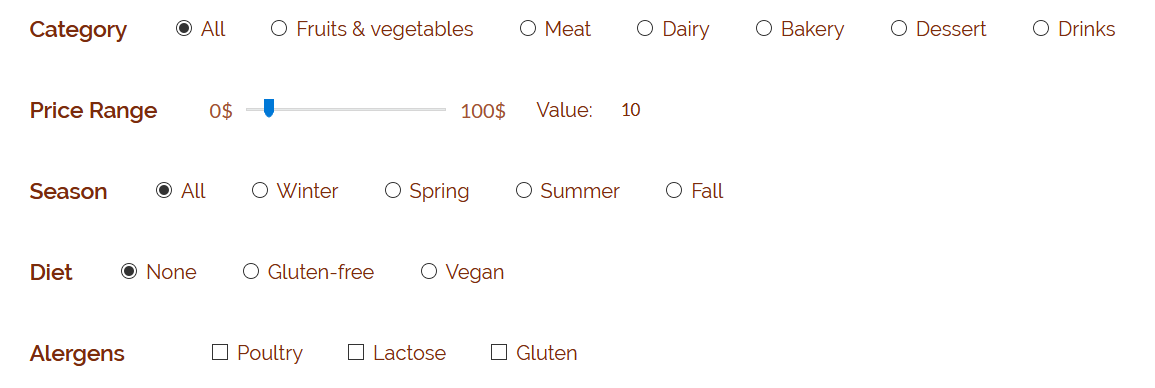 Category All Fruits & vegetables Meat Dairy Bakery Dessert Drinks
Price Range 0$ 100$ Value: 10
Season All Winter Spring Summer Fall
Diet None Gluten-free Vegan
Alergens Poultry Lactose Gluten